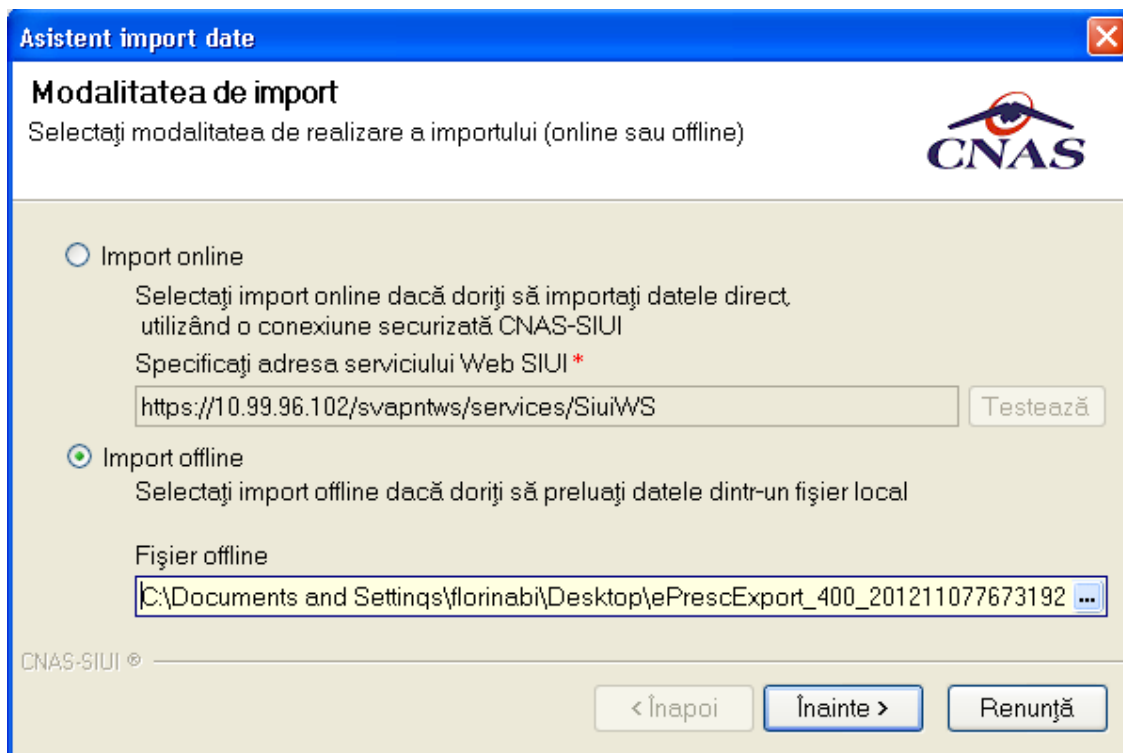 Asistent import date
Modalitatea de import
Selectaţi modalitatea de realizare a importului (online sau offline)
CNAS
Import online
Selectaţi import online dacă doriţi să importaţi datele direct,
utilizând o conexiune securizată CNAS-SIUI
Specificaţi adresa serviciului Web SIUI *
https://10.99.96.102/svapntws/services/SiuiWS
Testează
Import offline
Selectaţi import offline dacă doriţi să preluaţi datele dintr-un fişier local
Fişier offline
C:\Documents and Settings\florinabi\Desktop\ePrescExport_400_201211077673192 ...
CNAS-SIUI ®
< Înapoi
Înainte >
Renunţă